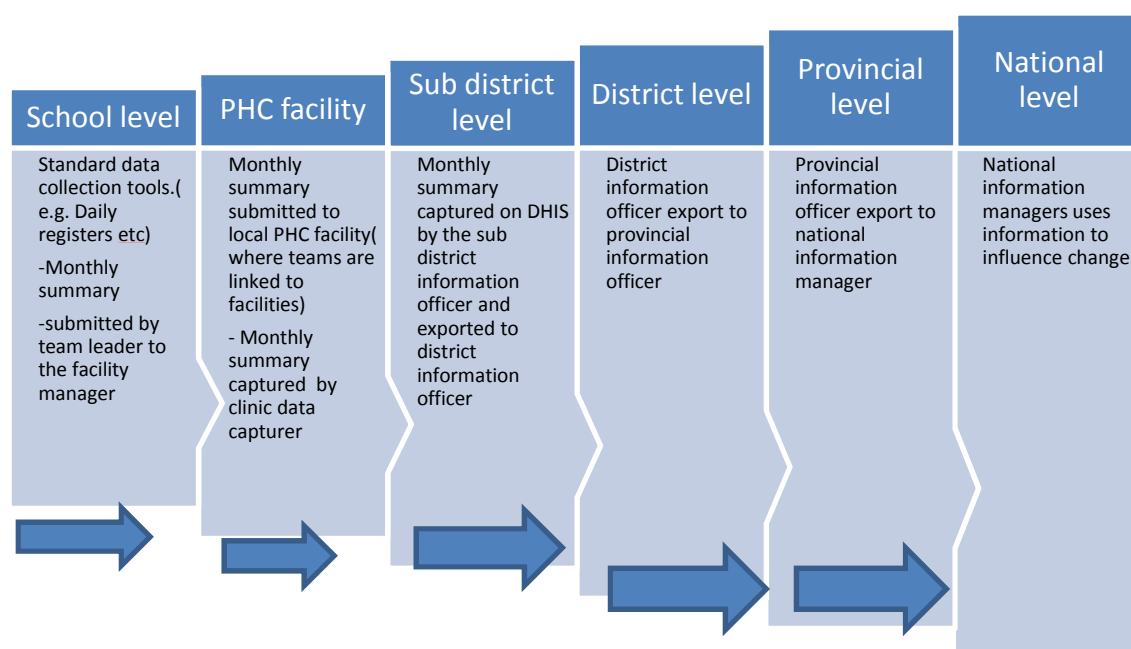 School level
Standard data
collection tools.(
e.g. Daily
registers etc)
-Monthly
summary
-submitted by
team leader to
the facility
manager
PHC facility
Monthly
summary
submitted to
local PHC facility(
where teams are
linked to
facilities)
- Monthly
summary
captured by
clinic data
capturer
Sub district
level
Monthly
summary
captured on DHIS
by the sub
district
information
officer and
exported to
district
information
officer
District level
District
information
officer export to
provincial
information
officer
Provincial
level
Provincial
information
officer export to
national
information
manager
National
level
National
information
managers uses
information to
influence change